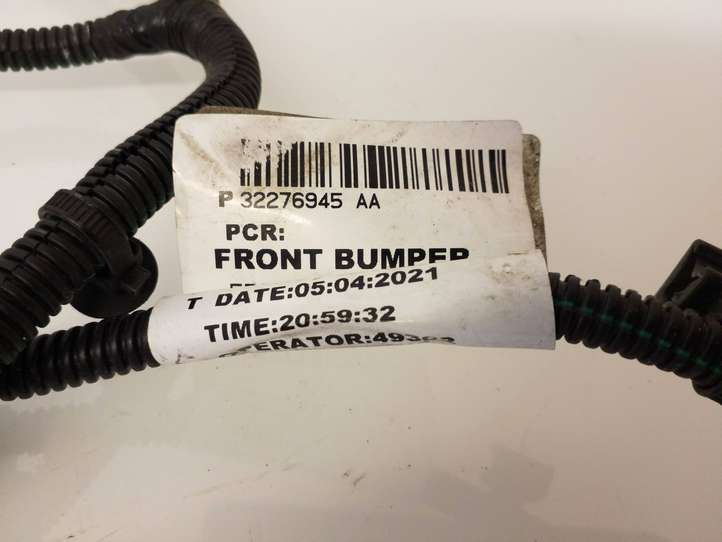 P 32276945 AA
PCR:
FRONT BUMPER
T DATE:05:04:2021
TIME:20:59:32